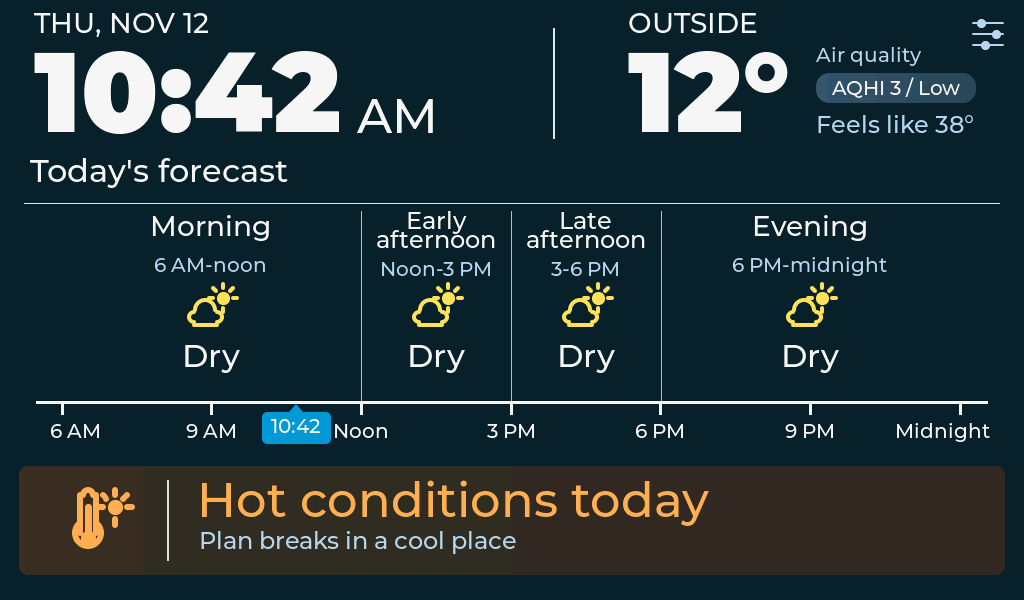 THU, NOV 12
10:42 AM
OUTSIDE
12°
Air quality
AQHI 3 / Low
Feels like 38°
Today's forecast
Morning
6 AM-noon
Dry
Early
afternoon
Noon-3 PM
Dry
Late
afternoon
3-6 PM
Dry
Evening
6 PM-midnight
Dry
6 AM
9 AM
10:42
Noon
3 PM
6 PM
9 PM
Midnight
Hot conditions today
Plan breaks in a cool place